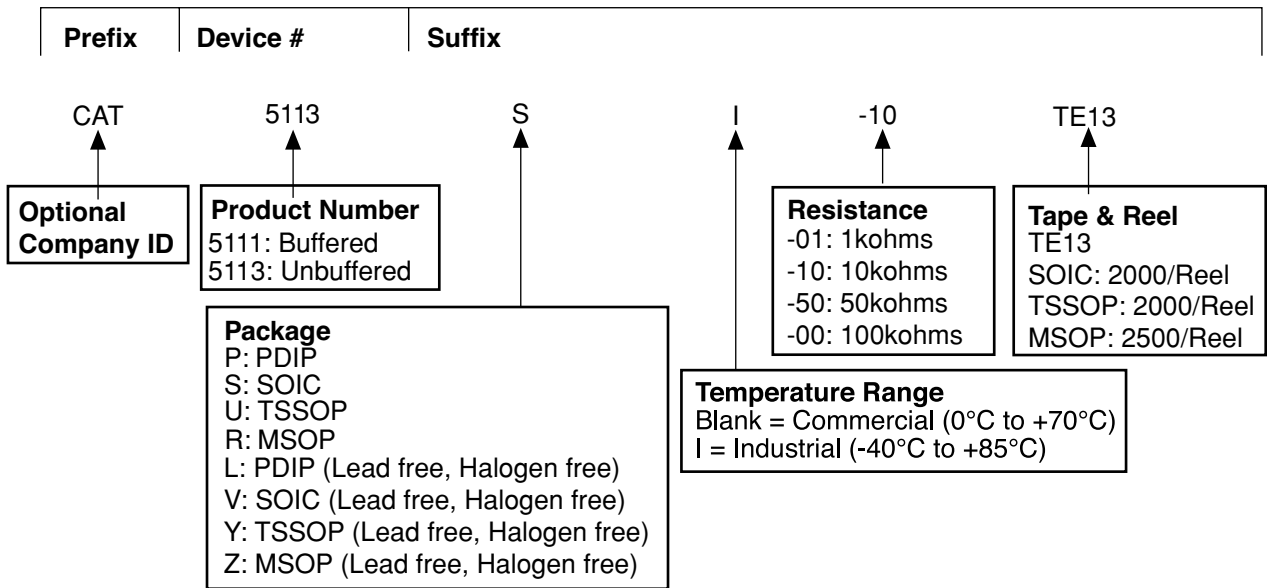 Prefix Device # Suffix
CAT 5113 S I -10 TE13
Optional
Company ID
Product Number
5111: Buffered
5113: Unbuffered
Resistance
-01: 1kohms
-10: 10kohms
-50: 50kohms
-00: 100kohms
Tape & Reel
TE13
SOIC: 2000/Reel
TSSOP: 2000/Reel
MSOP: 2500/Reel
Package
P: PDIP
S: SOIC
U: TSSOP
R: MSOP
L: PDIP (Lead free, Halogen free)
V: SOIC (Lead free, Halogen free)
Y: TSSOP (Lead free, Halogen free)
Z: MSOP (Lead free, Halogen free)
Temperature Range
Blank = Commercial (0°C to +70°C)
I = Industrial (-40°C to +85°C)